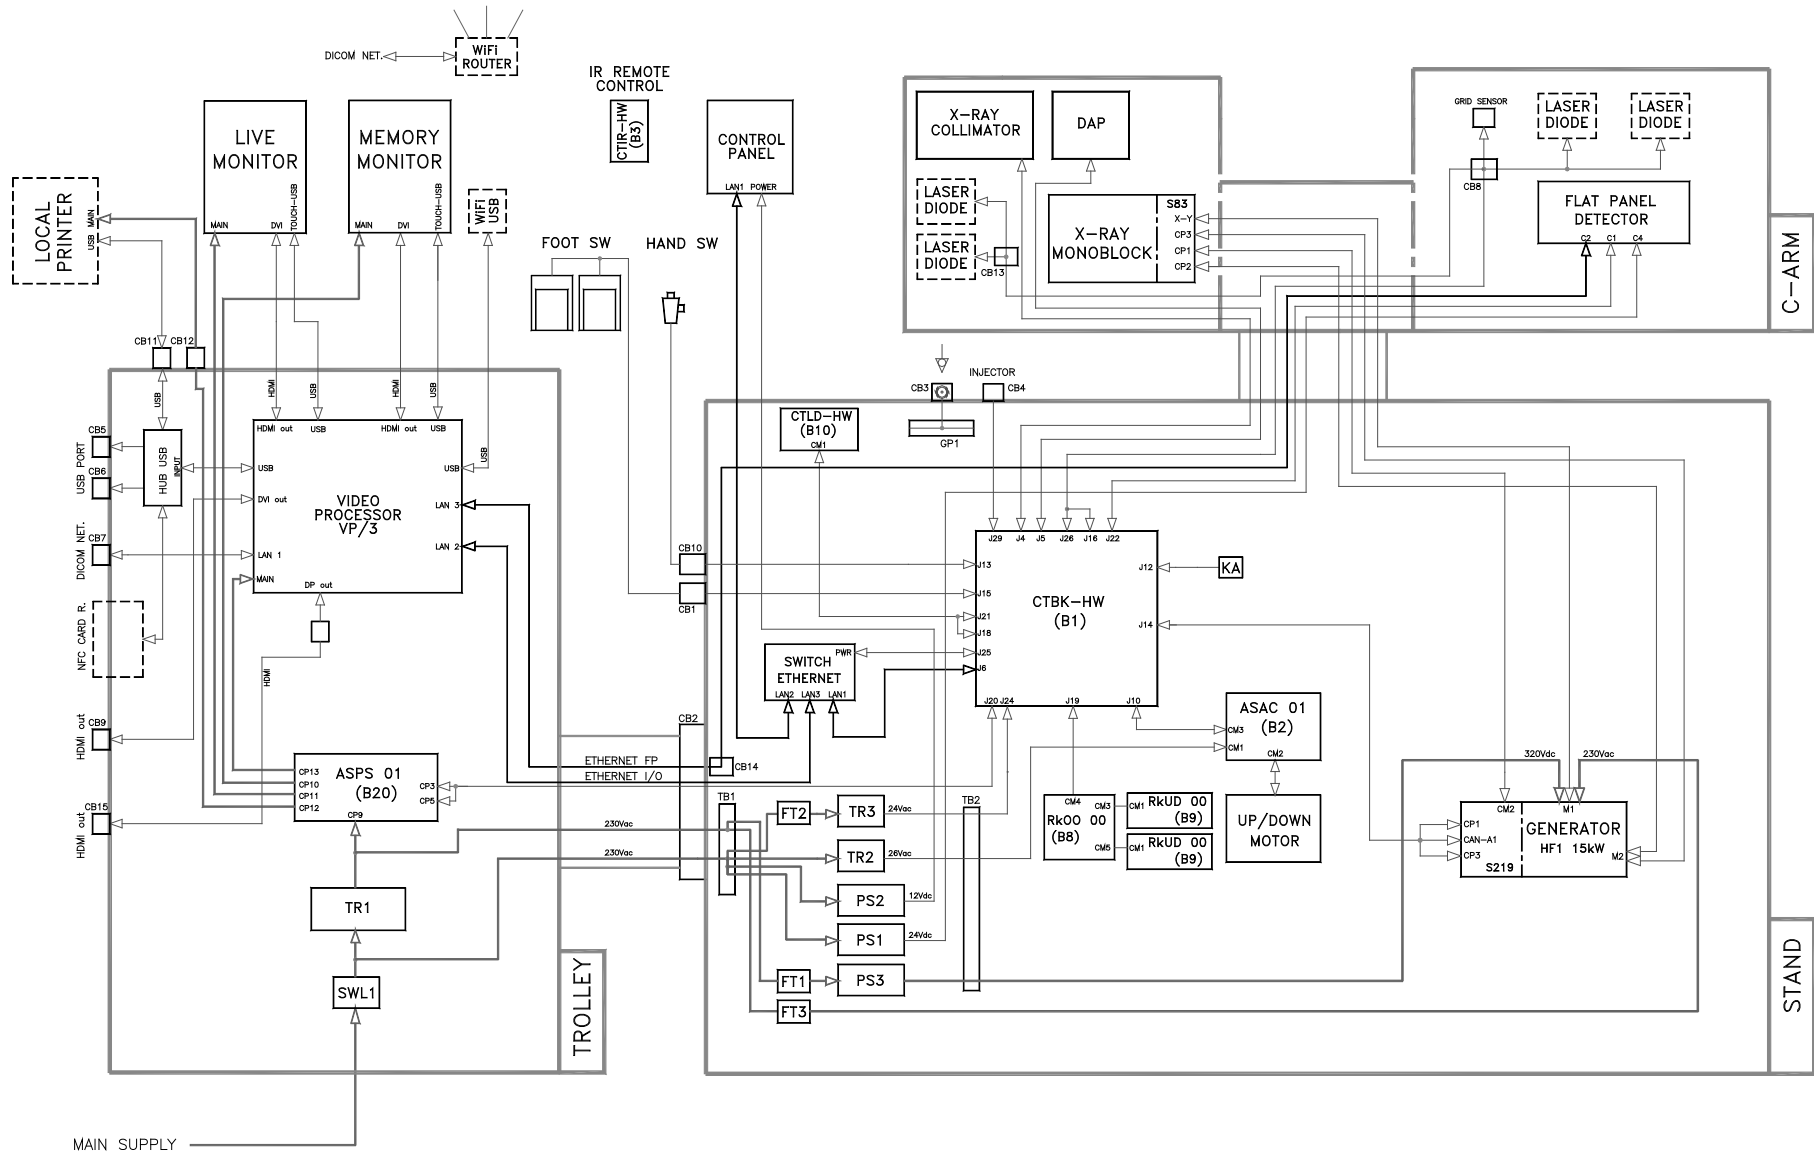 DICOM NET.
WiFi
ROUTER
IR REMOTE
CONTROL
CTIR-HW
(B3)
LIVE
MONITOR
MAIN
DVI
TOUCH-USB
MEMORY
MONITOR
MAIN
DVI
TOUCH-USB
WiFi
USB
LOCAL
PRINTER
MAIN
USB
FOOT SW
HAND SW
CONTROL
PANEL
LAN1 POWER
X-RAY
COLLIMATOR
DAP
LASER
DIODE
LASER
DIODE
CB13
X-RAY
MONOBLOCK
S83
X-Y
CP3
CP1
CP2
GRID SENSOR
CB8
LASER
DIODE
LASER
DIODE
FLAT PANEL
DETECTOR
C2
C1
C4
C-ARM
CB11
CB12
USB
HDMI
USB
HDMI
USB
USB
HDMI out
USB
HDMI out
USB
CB5
CB6
USB PORT
HUB USB
INPUT
USB
DVI out
LAN 1
MAIN
USB
LAN 3
LAN 2
VIDEO
PROCESSOR
VP/3
DP out
DICOM NET.
CB7
NFC CARD R.
HDMI
HDMI out
CB9
HDMI out
CB15
ASPS 01
(B20)
CP13
CP10
CP11
CP12
CP3
CP5
CP9
TR1
SWL1
MAIN SUPPLY
TROLLEY
230Vac
230Vac
ETHERNET FP
ETHERNET I/O
CB2
CB14
CB10
CB1
CB3
INJECTOR
CB4
GP1
CTLD-HW
(B10)
CM1
J29
J4
J5
J26
J16
J22
J13
J15
J21
J18
J25
J6
J12
J14
CTBK-HW
(B1)
J20
J24
J19
J10
KA
SWITCH
ETHERNET
PWR
LAN2
LAN3
LAN1
ASAC 01
(B2)
CM3
CM1
CM2
UP/DOWN
MOTOR
TB1
TB2
FT2
TR3
24Vac
TR2
26Vac
PS2
12Vdc
PS1
24Vdc
FT1
PS3
FT3
CM4
RkOO 00
(B8)
CM3
CM5
CM1
RkUD 00
(B9)
CM1
RkUD 00
(B9)
320Vdc
230Vac
CM2
M1
CP1
CAN-A1
CP3
S219
GENERATOR
HF1 15kW
M2
STAND